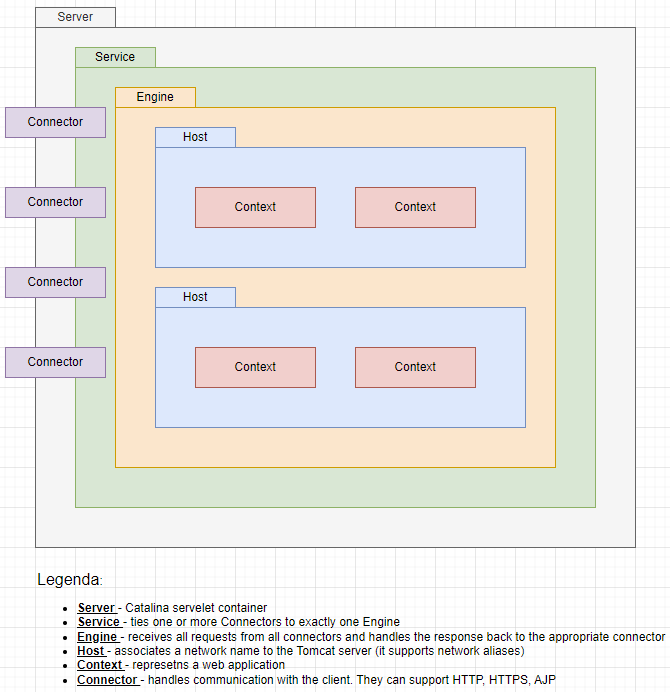 Server
Service
Engine
Connector
Host
Context Context
Connector
Connector
Host
Connector
Context Context
Legenda:
Server - Catalina servelet container
Service - ties one or more Connectors to exactly one Engine
Engine - receives all requests from all connectors and handles the response back to the appropriate connector
Host - associates a network name to the Tomcat server (it supports network aliases)
Context - represetns a web application
Connector - handles communication with the client. They can support HTTP, HTTPS, AJP